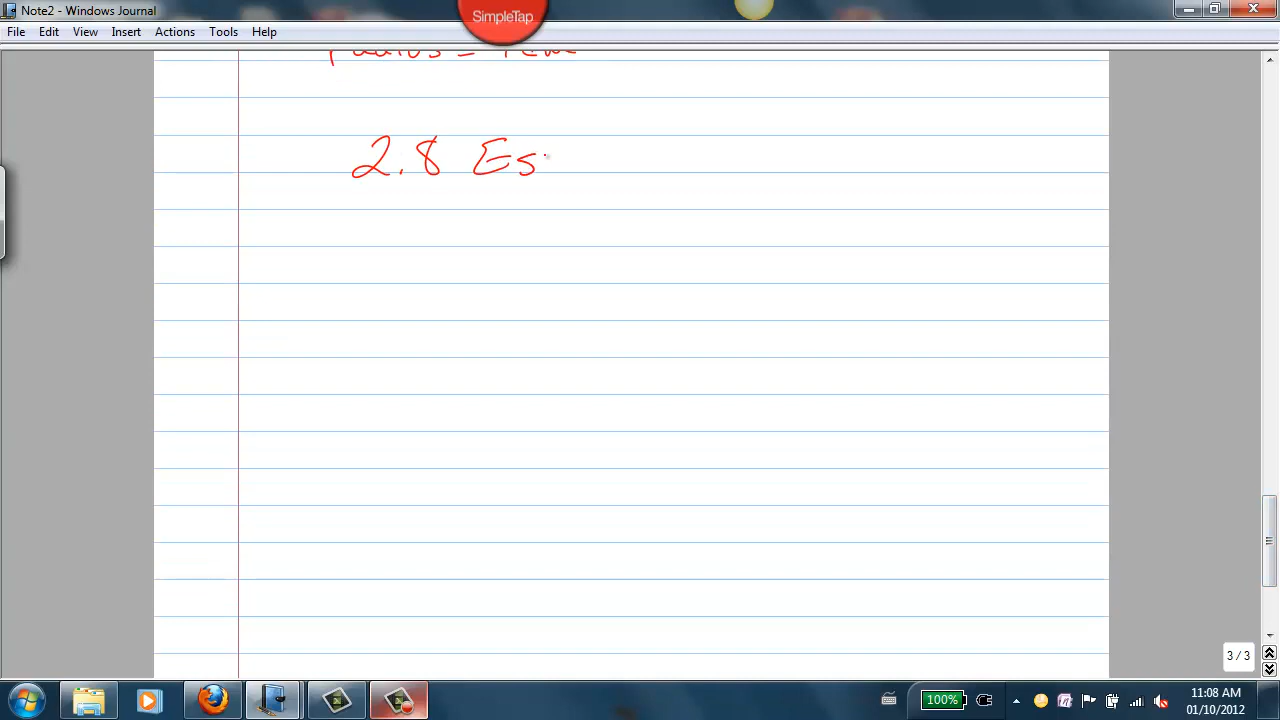 Note2 - Windows Journal
SimpleTap
File Edit View Insert Actions Tools Help
radius =
2.8 Es
3 / 3
100%
11:08 AM
01/10/2012